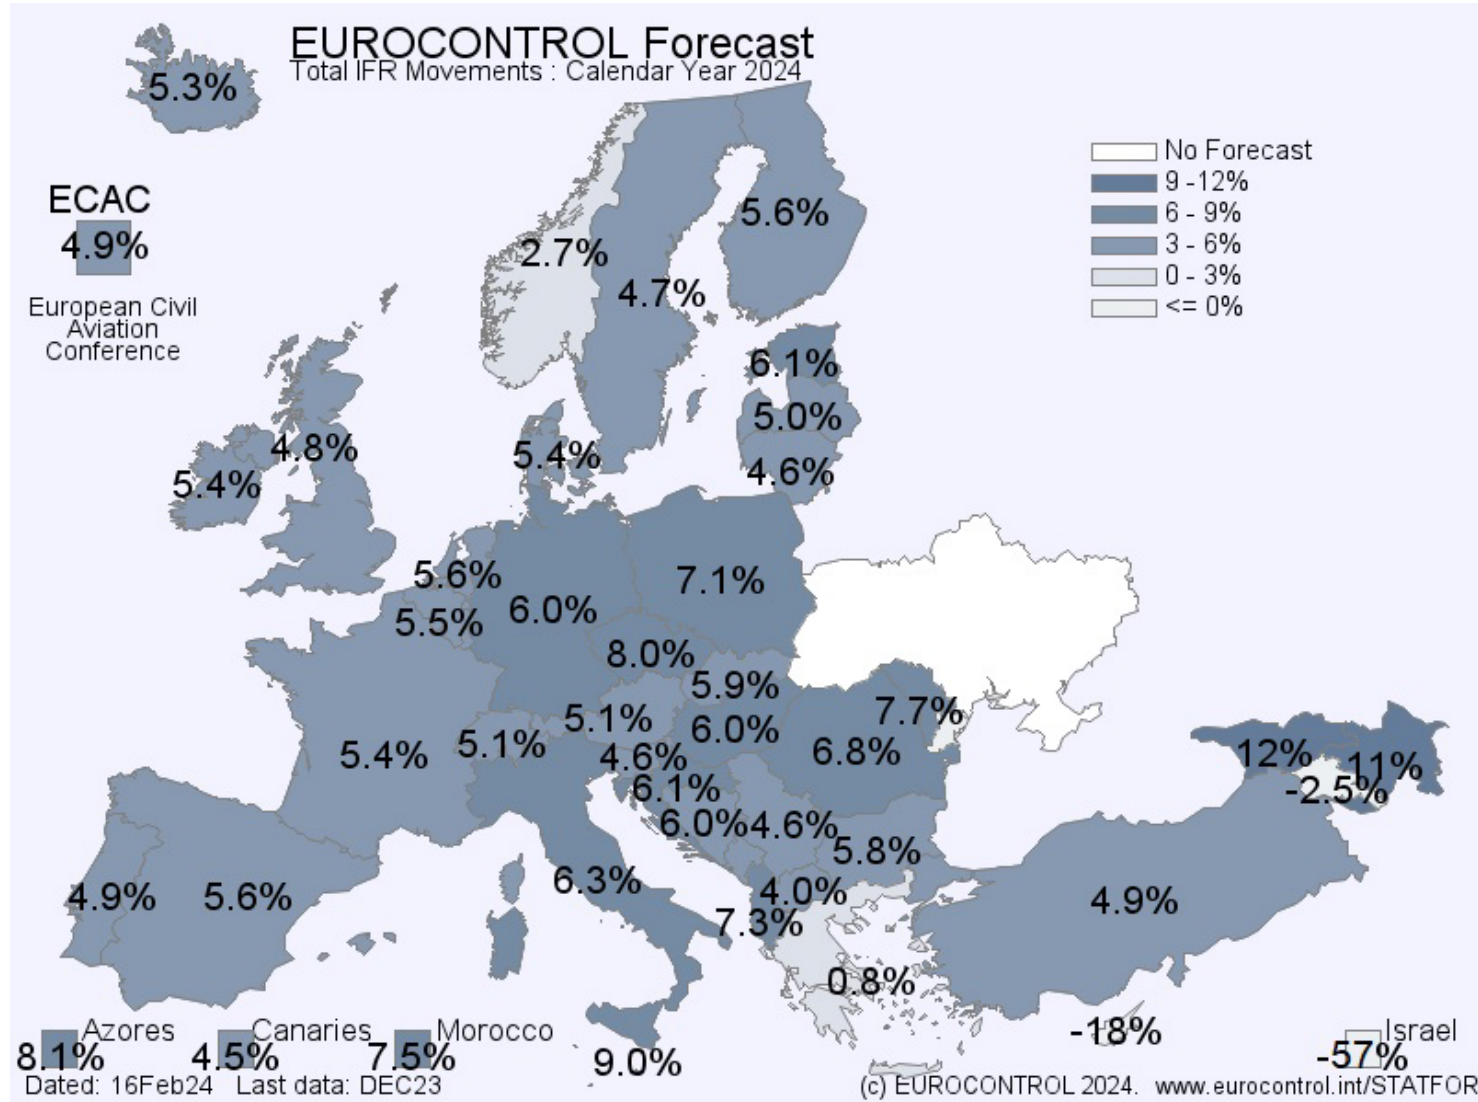 EUROCONTROL Forecast
Total IFR Movements : Calendar Year 2024
5.3%
ECAC
4.9%
European Civil
Aviation
Conference
No Forecast
9 -12%
6 - 9%
3 - 6%
0 - 3%
<= 0%
5.6%
2.7%
4.7%
6.1%
5.0%
4.6%
4.8%
5.4%
5.4%
5.6%
5.5%
6.0%
7.1%
8.0%
5.9%
5.1%
6.0%
7.7%
6.8%
5.4%
5.1%
4.6%
6.1%
6.0%
4.6%
5.8%
12%
11%
-2.5%
4.9%
5.6%
6.3%
4.0%
7.3%
4.9%
0.8%
-18%
9.0%
Azores
8.1%
Canaries
4.5%
Morocco
7.5%
Israel
-57%
Dated: 16Feb24 Last data: DEC23
(c) EUROCONTROL 2024. www.eurocontrol.int/STATFOR